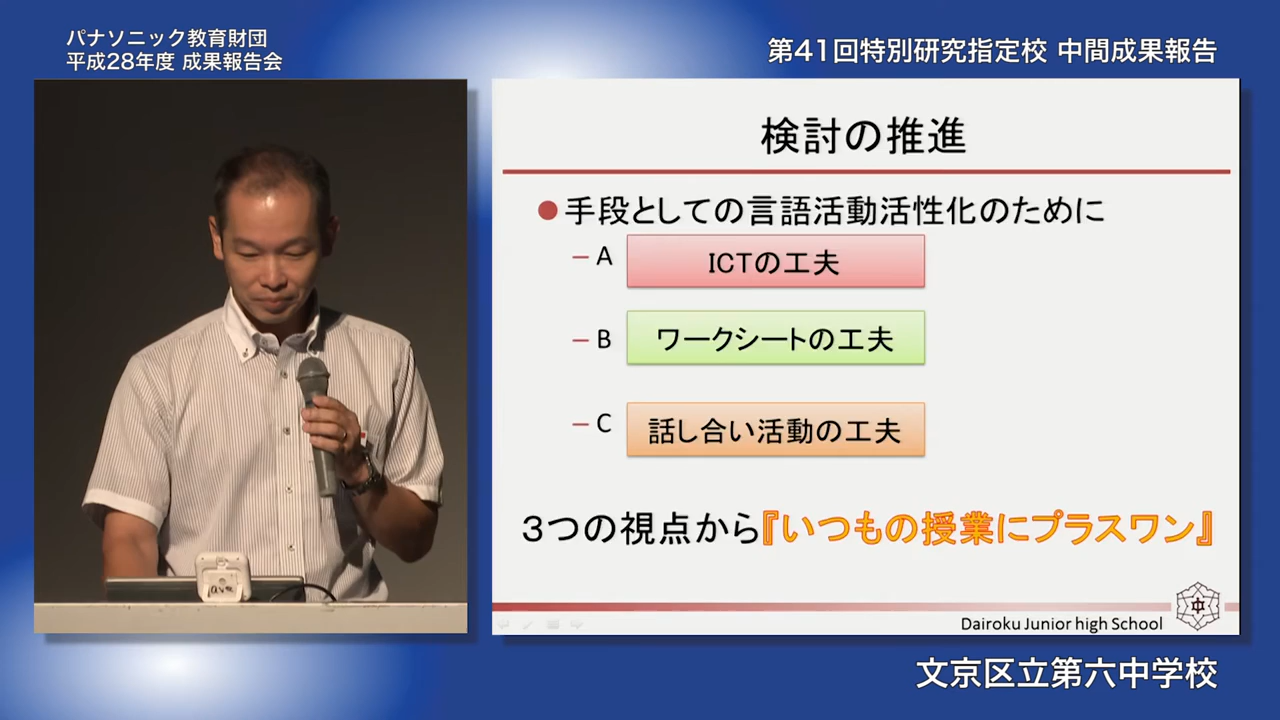 パナソニック教育財団
平成28年度 成果報告会
第41回特別研究指定校 中間成果報告
検討の推進
●手段としての言語活動活性化のために
– A ICTの工夫
– B ワークシートの工夫
– C 話し合い活動の工夫
３つの視点から『いつもの授業にプラスワン』
中
Dairoku Junior high School
文京区立第六中学校